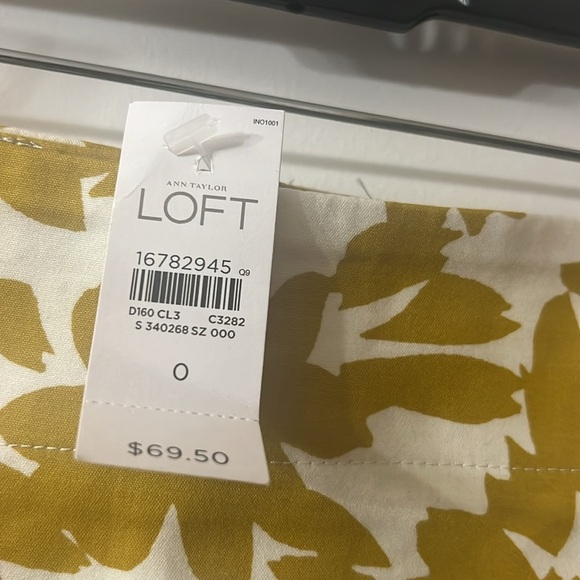 INO1001
ANN TAYLOR
LOFT
16782945 Q9
D160 CL3 C3282
S 340268 SZ 000
0
$69.50